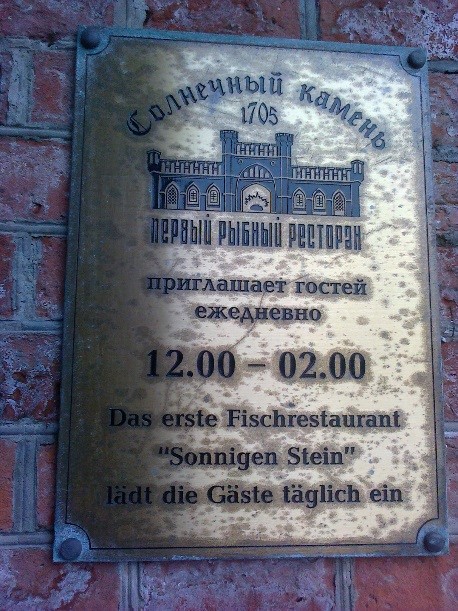 Солнечный камень
1705
ПЕРВЫЙ РЫБНЫЙ РЕСТОРЭН
приглашает гостей
ежедневно
12.00 – 02.00
Das erste Fischrestaurant
"Sonnigen Stein"
lädt die Gäste täglich ein